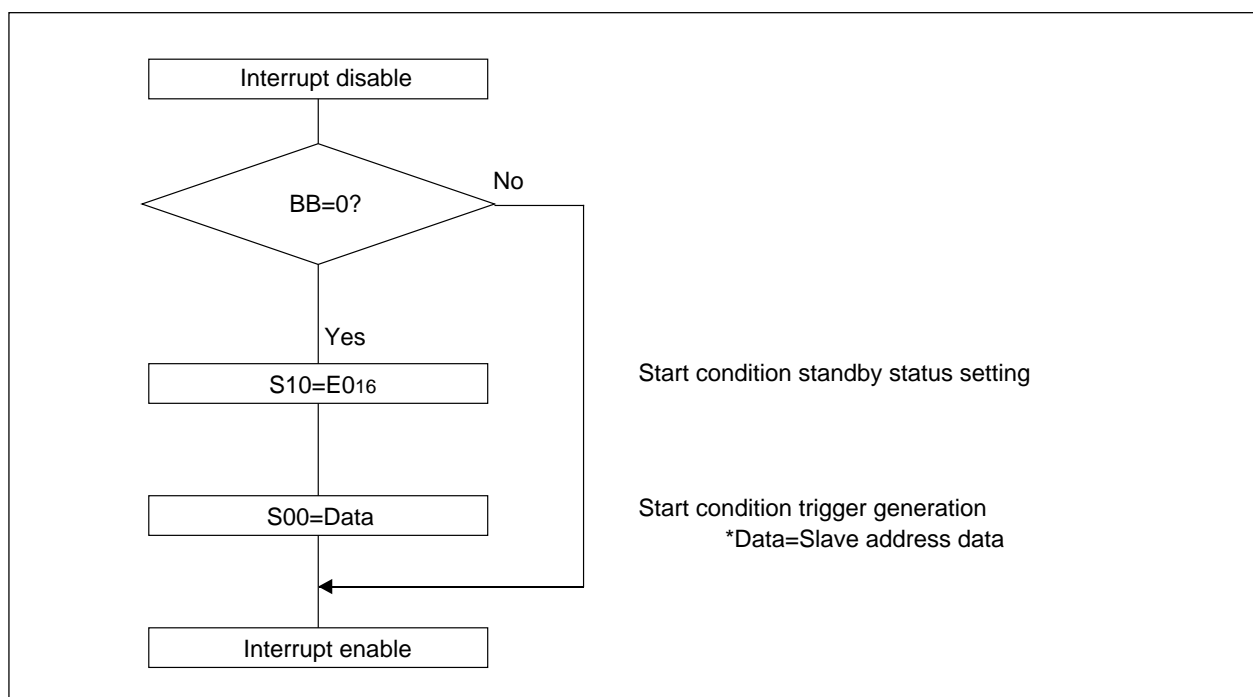 Interrupt disable
No
BB=0?
Yes
S10=E016
Start condition standby status setting
S00=Data
Start condition trigger generation
*Data=Slave address data
Interrupt enable